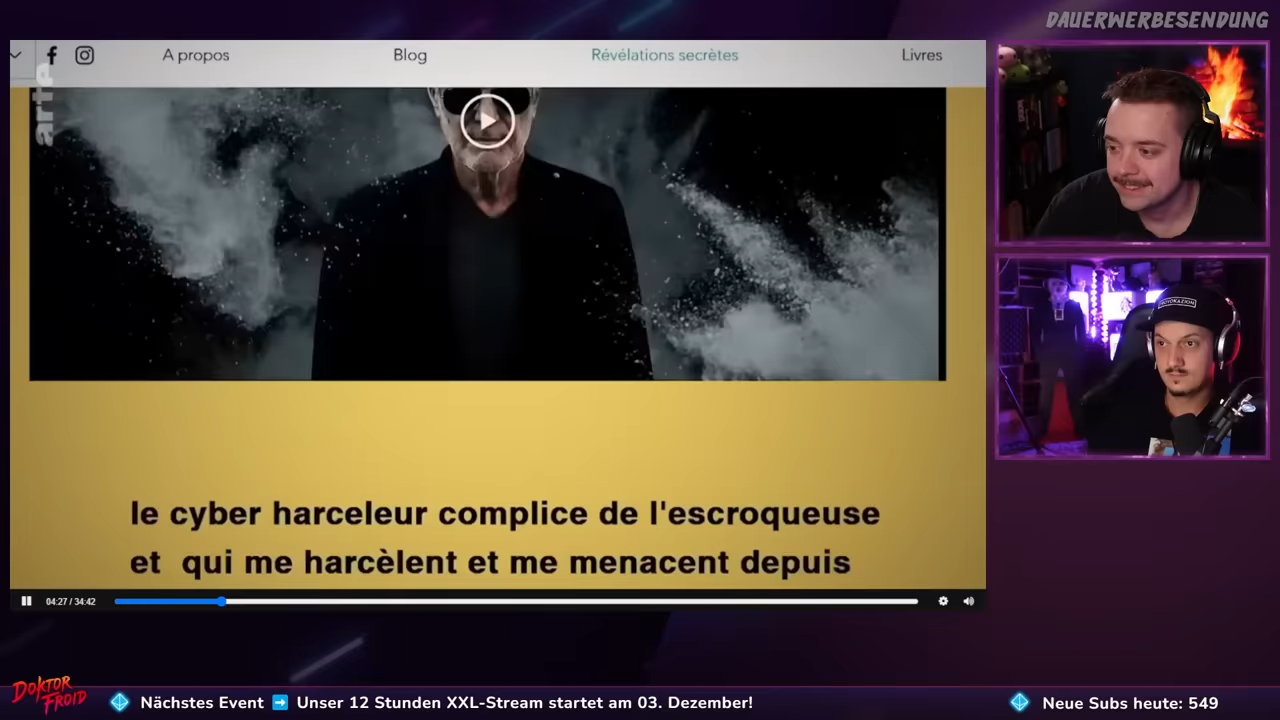 DAUERWERBESENDUNG
A propos
Blog
Révélations secrètes
Livres
arte
PROVOKAZION
le cyber harceleur complice de l'escroqueuse
et qui me harcèlent et me menacent depuis
04:27 / 34:42
DOKTOR
FROID
Nächstes Event
Unser 12 Stunden XXL-Stream startet am 03. Dezember!
Neue Subs heute: 549